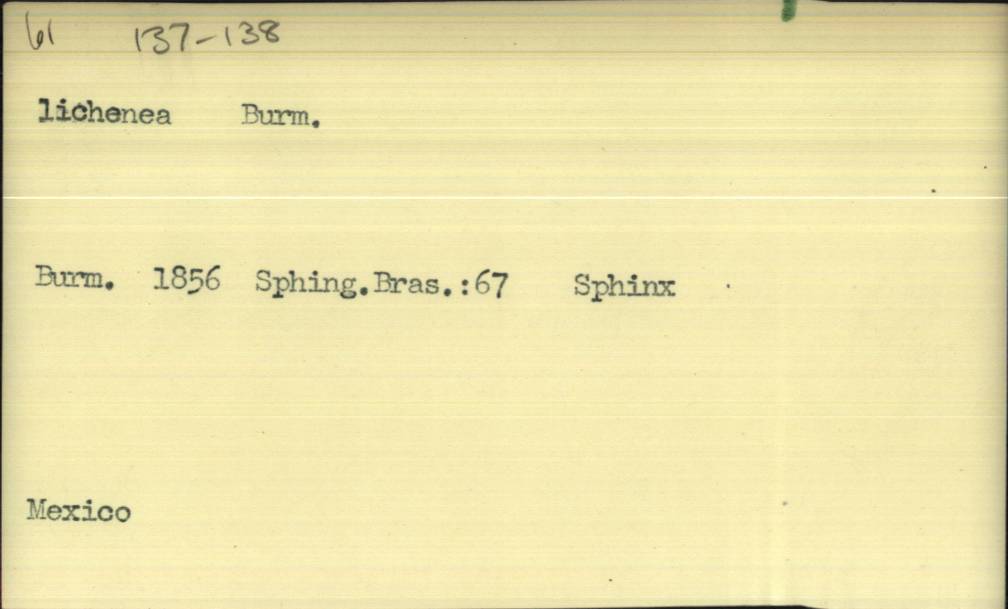 61 137-138
lichenea Burm.
Burm. 1856 Sphing.Bras.:67 Sphinx
Mexico